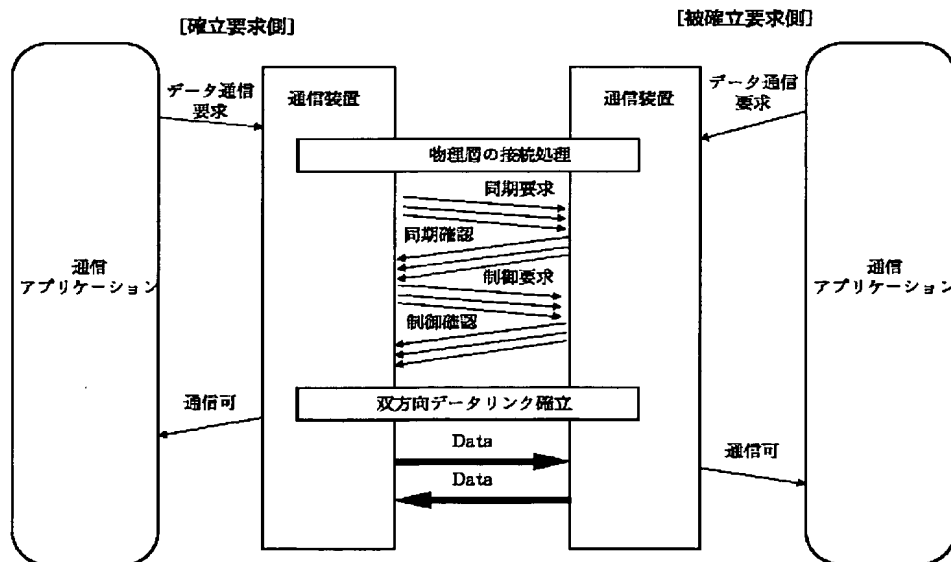 [確立要求側]
[被確立要求側]
データ通信
要求
通信装置
通信装置
データ通信
要求
物理層の接続処理
同期要求
同期確認
制御要求
通信
アプリケーション
通信
アプリケーション
制御確認
通信可
双方向データリンク確立
Data
通信可
Data